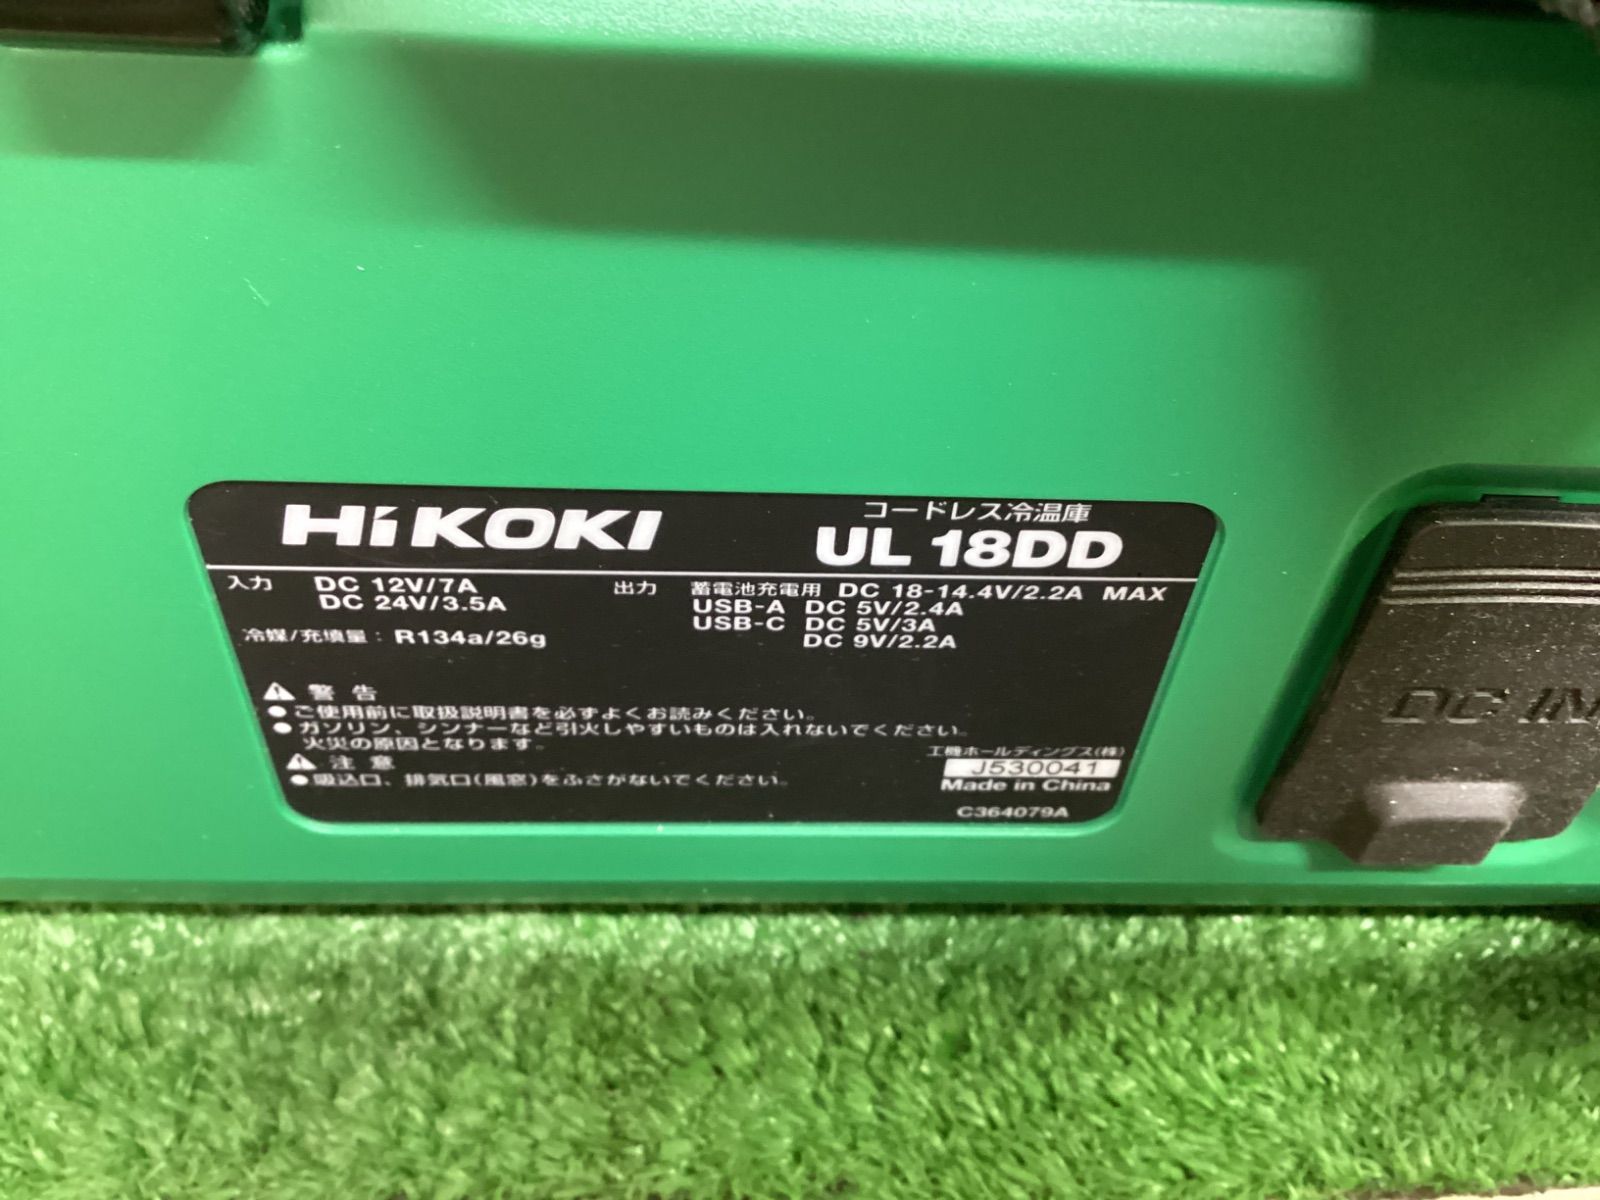 HiKOKI
コードレス冷温庫
UL 18DD
入力 DC 12V/7A
DC 24V/3.5A
冷媒/充填量: R134a/26g
出力 蓄電池充電用 DC 18-14.4V/2.2A MAX
USB-A DC 5V/2.4A
USB-C DC 5V/3A
DC 9V/2.2A
警告
●ご使用前に取扱説明書を必ずよくお読みください。
●ガソリン、シンナーなど引火しやすいものは入れないでください。
火災の原因となります。
注意
●吸込口、排気口(風窓)をふさがないでください。
工機ホールディングス(株)
J530041
Made in China
C364079A
DC IN